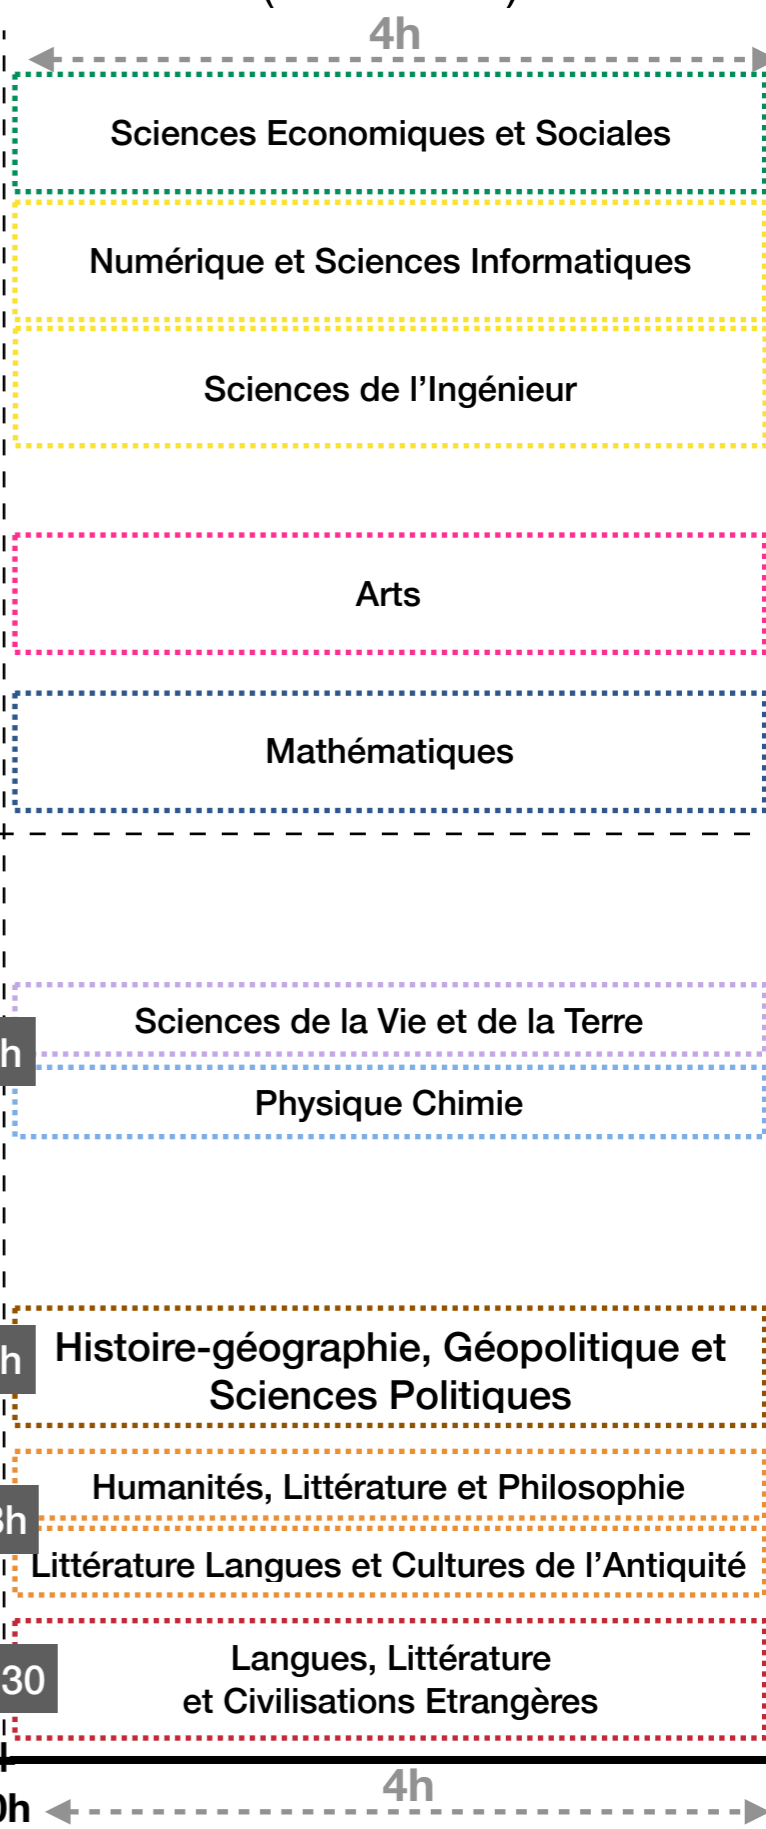 4h
Sciences Economiques et Sociales
Numérique et Sciences Informatiques
Sciences de l’Ingénieur
Arts
Mathématiques
Sciences de la Vie et de la Terre
h
Physique Chimie
Histoire-géographie, Géopolitique et
h
Sciences Politiques
Humanités, Littérature et Philosophie
h
Littérature Langues et Cultures de l’Antiquité
Langues, Littérature
30
et Civilisations Etrangères
4h
h